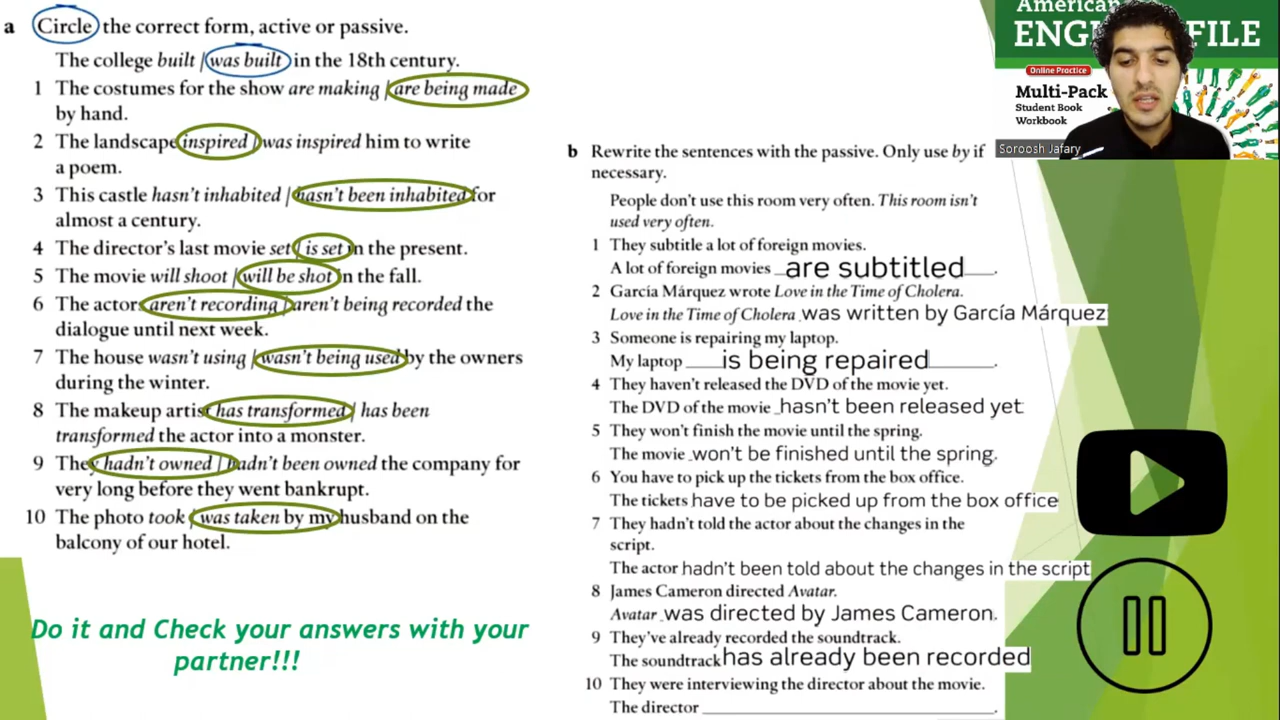 a Circle the correct form, active or passive.
The college built | was built in the 18th century.
1 The costumes for the show are making | are being made
by hand.
2 The landscape inspired | was inspired him to write
a poem.
3 This castle hasn't inhabited | hasn't been inhabited for
almost a century.
4 The director's last movie set | is set in the present.
5 The movie will shoot | will be shot in the fall.
6 The actors aren't recording | aren't being recorded the
dialogue until next week.
7 The house wasn't using | wasn't being used by the owners
during the winter.
8 The makeup artist has transformed | has been
transformed the actor into a monster.
9 They hadn't owned | hadn't been owned the company for
very long before they went bankrupt.
10 The photo took | was taken by my husband on the
balcony of our hotel.
Do it and Check your answers with your
partner!!!
b Rewrite the sentences with the passive. Only use by if
necessary.
People don't use this room very often. This room isn't
used very often.
1 They subtitle a lot of foreign movies.
A lot of foreign movies are subtitled.
2 García Márquez wrote Love in the Time of Cholera.
Love in the Time of Cholera was written by García Márquez
3 Someone is repairing my laptop.
My laptop is being repaired.
4 They haven't released the DVD of the movie yet.
The DVD of the movie hasn't been released yet
5 They won't finish the movie until the spring.
The movie won't be finished until the spring.
6 You have to pick up the tickets from the box office.
The tickets have to be picked up from the box office
7 They hadn't told the actor about the changes in the
script.
The actor hadn't been told about the changes in the script
8 James Cameron directed Avatar.
Avatar was directed by James Cameron.
9 They've already recorded the soundtrack.
The soundtrack has already been recorded
10 They were interviewing the director about the movie.
The director ____________.
American
ENG FILE
Online Practice
Multi-Pack
Student Book
Workbook
Soroosh Jafary